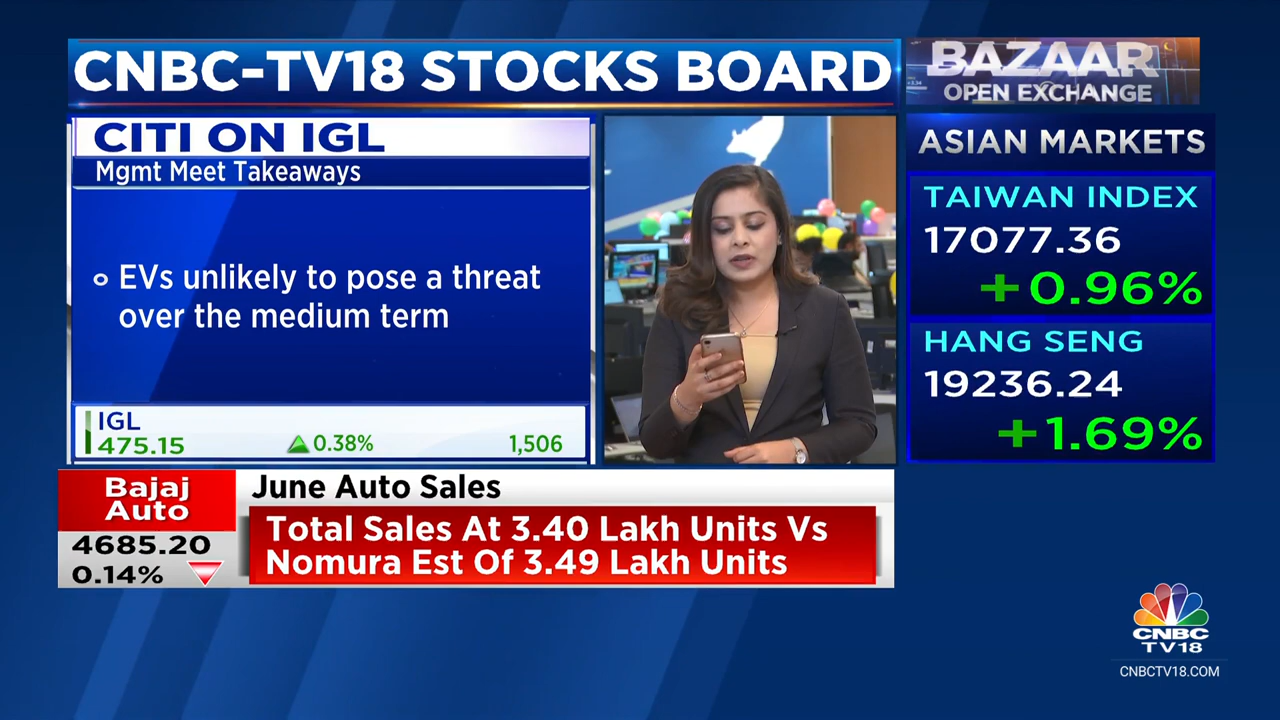 CNBC-TV18 STOCKS BOARD
BAZAAR
OPEN EXCHANGE
CITI ON IGL
Mgmt Meet Takeaways
EVs unlikely to pose a threat
over the medium term
IGL
475.15
0.38%
1,506
ASIAN MARKETS
TAIWAN INDEX
17077.36
+0.96%
HANG SENG
19236.24
+1.69%
Bajaj
Auto
4685.20
0.14%
June Auto Sales
Total Sales At 3.40 Lakh Units Vs
Nomura Est Of 3.49 Lakh Units
CNBC
TV18
CNBCTV18.COM